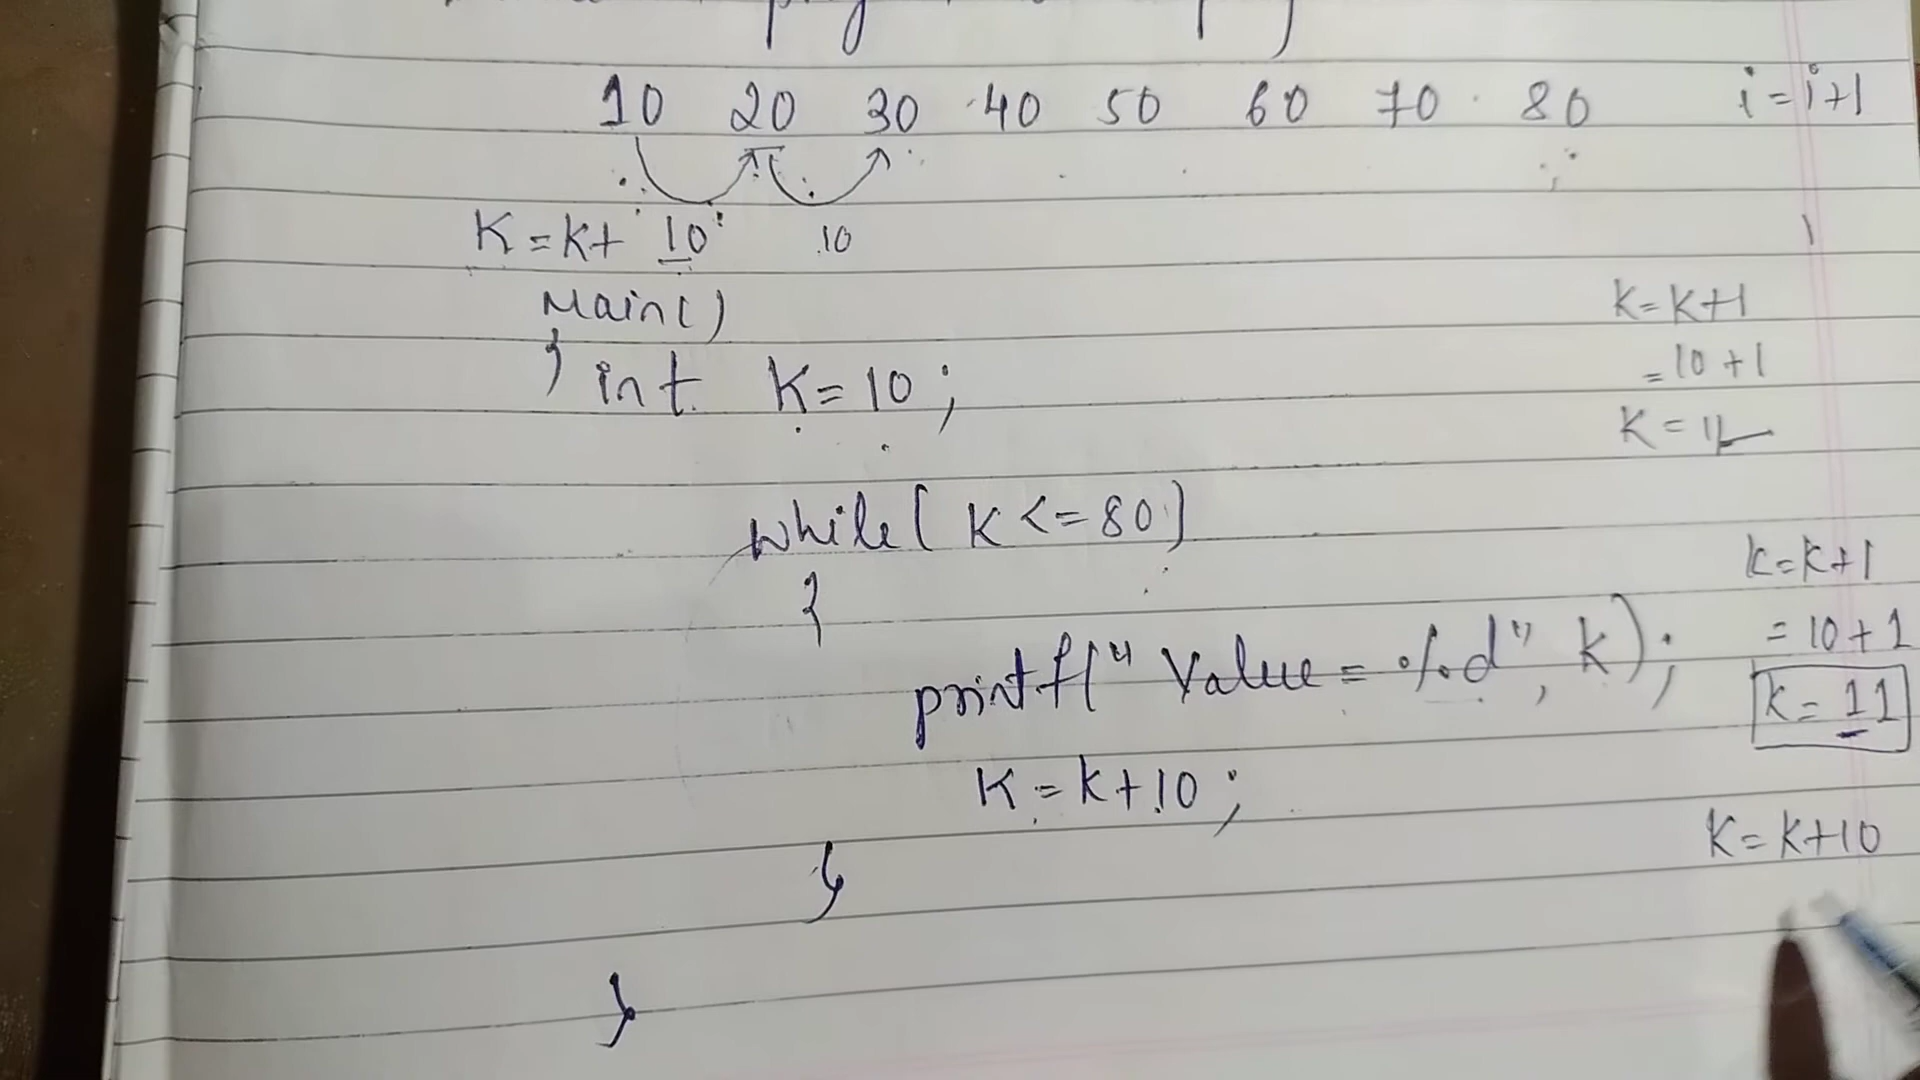 10 20 30 40 50 60 70 80 i = i+1
10
K = k+ 10
Main()
{ int K = 10 ;
K = K+1
= 10 + 1
K = 11
while( K <= 80 )
{
printf(" Value = %d", k);
K = k+10 ;
}
}
k = k+1
= 10 + 1
k = 11
K = k+10